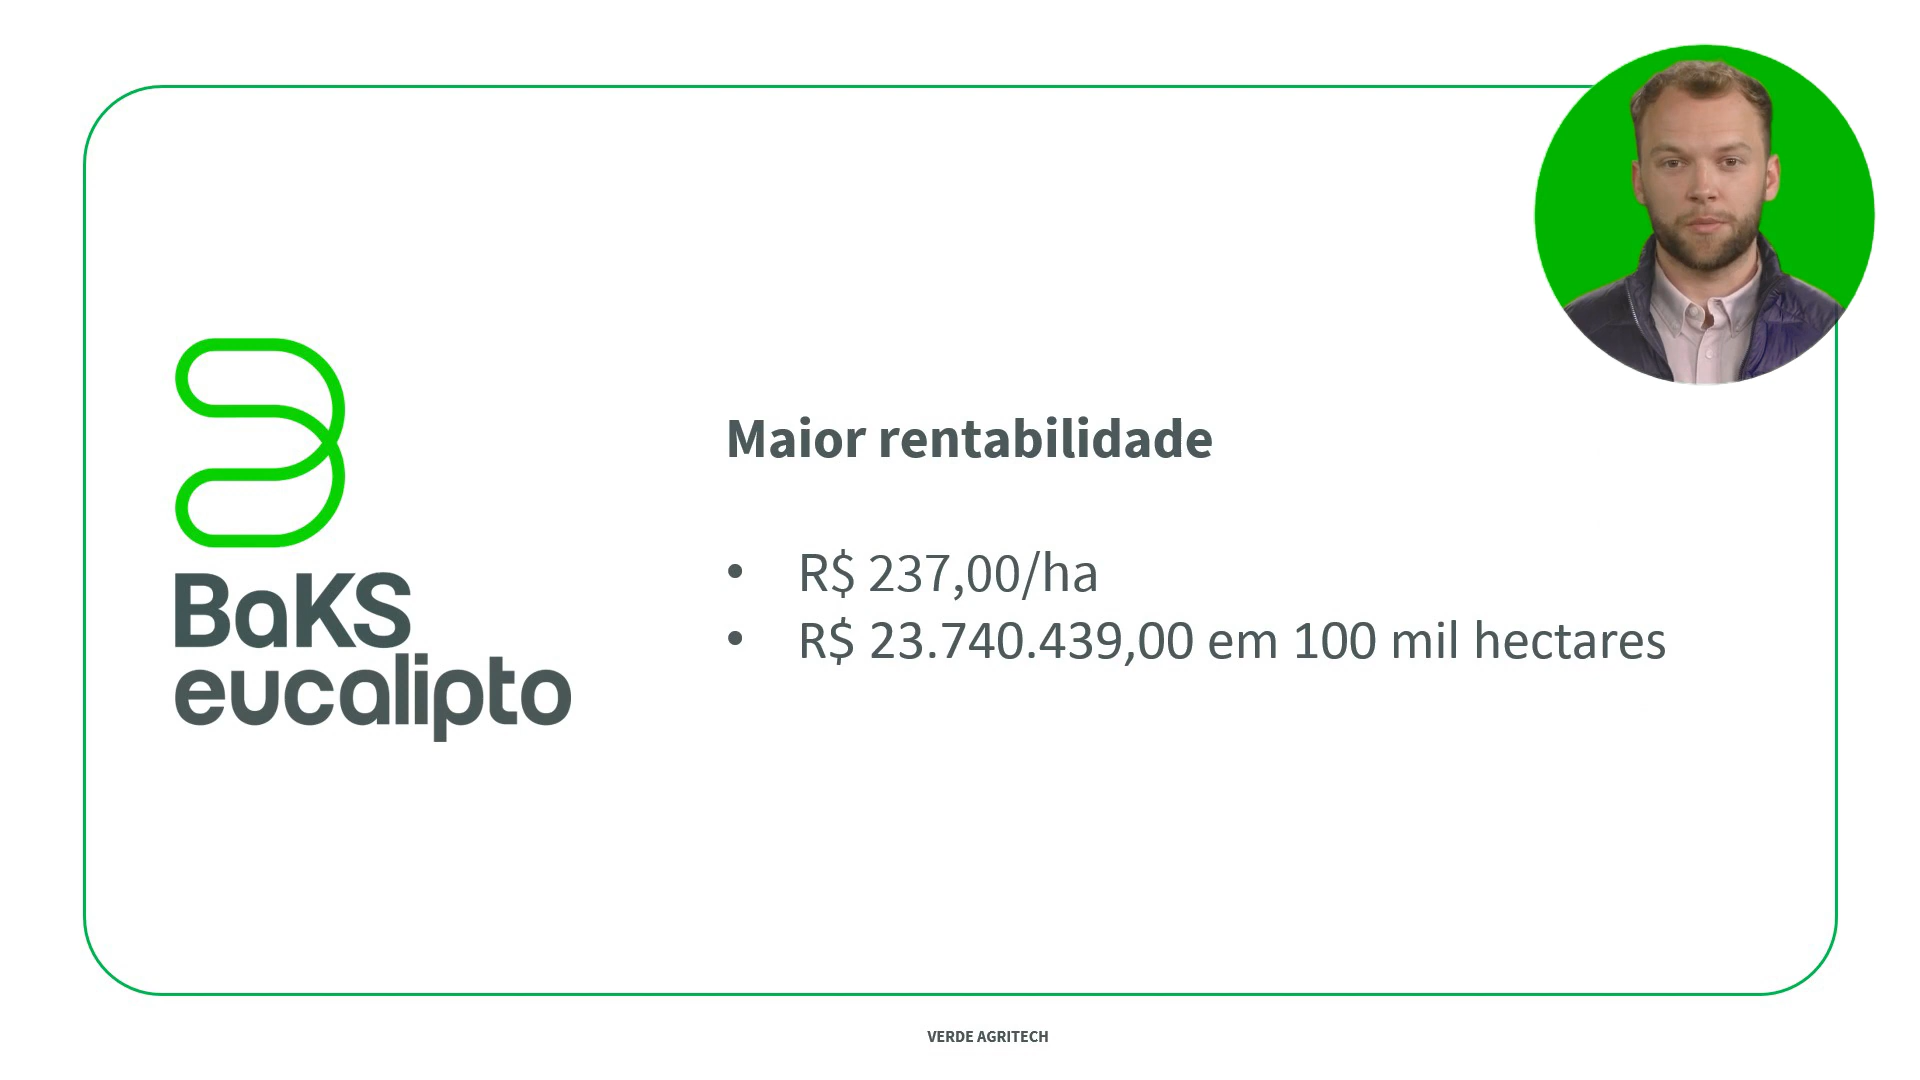 BaKS
eucalipto
Maior rentabilidade
• R$ 237,00/ha
• R$ 23.740.439,00 em 100 mil hectares
VERDE AGRITECH